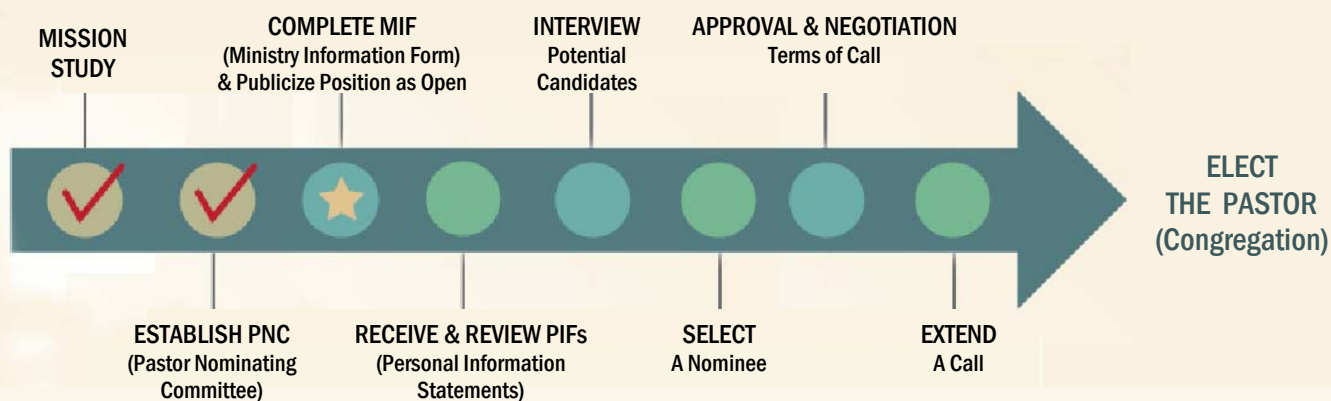 MISSION
STUDY
COMPLETE MIF
(Ministry Information Form)
& Publicize Position as Open
INTERVIEW
Potential
Candidates
APPROVAL & NEGOTIATION
Terms of Call
ELECT
THE PASTOR
(Congregation)
ESTABLISH PNC
(Pastor Nominating
Committee)
RECEIVE & REVIEW PIFs
(Personal Information
Statements)
SELECT
A Nominee
EXTEND
A Call